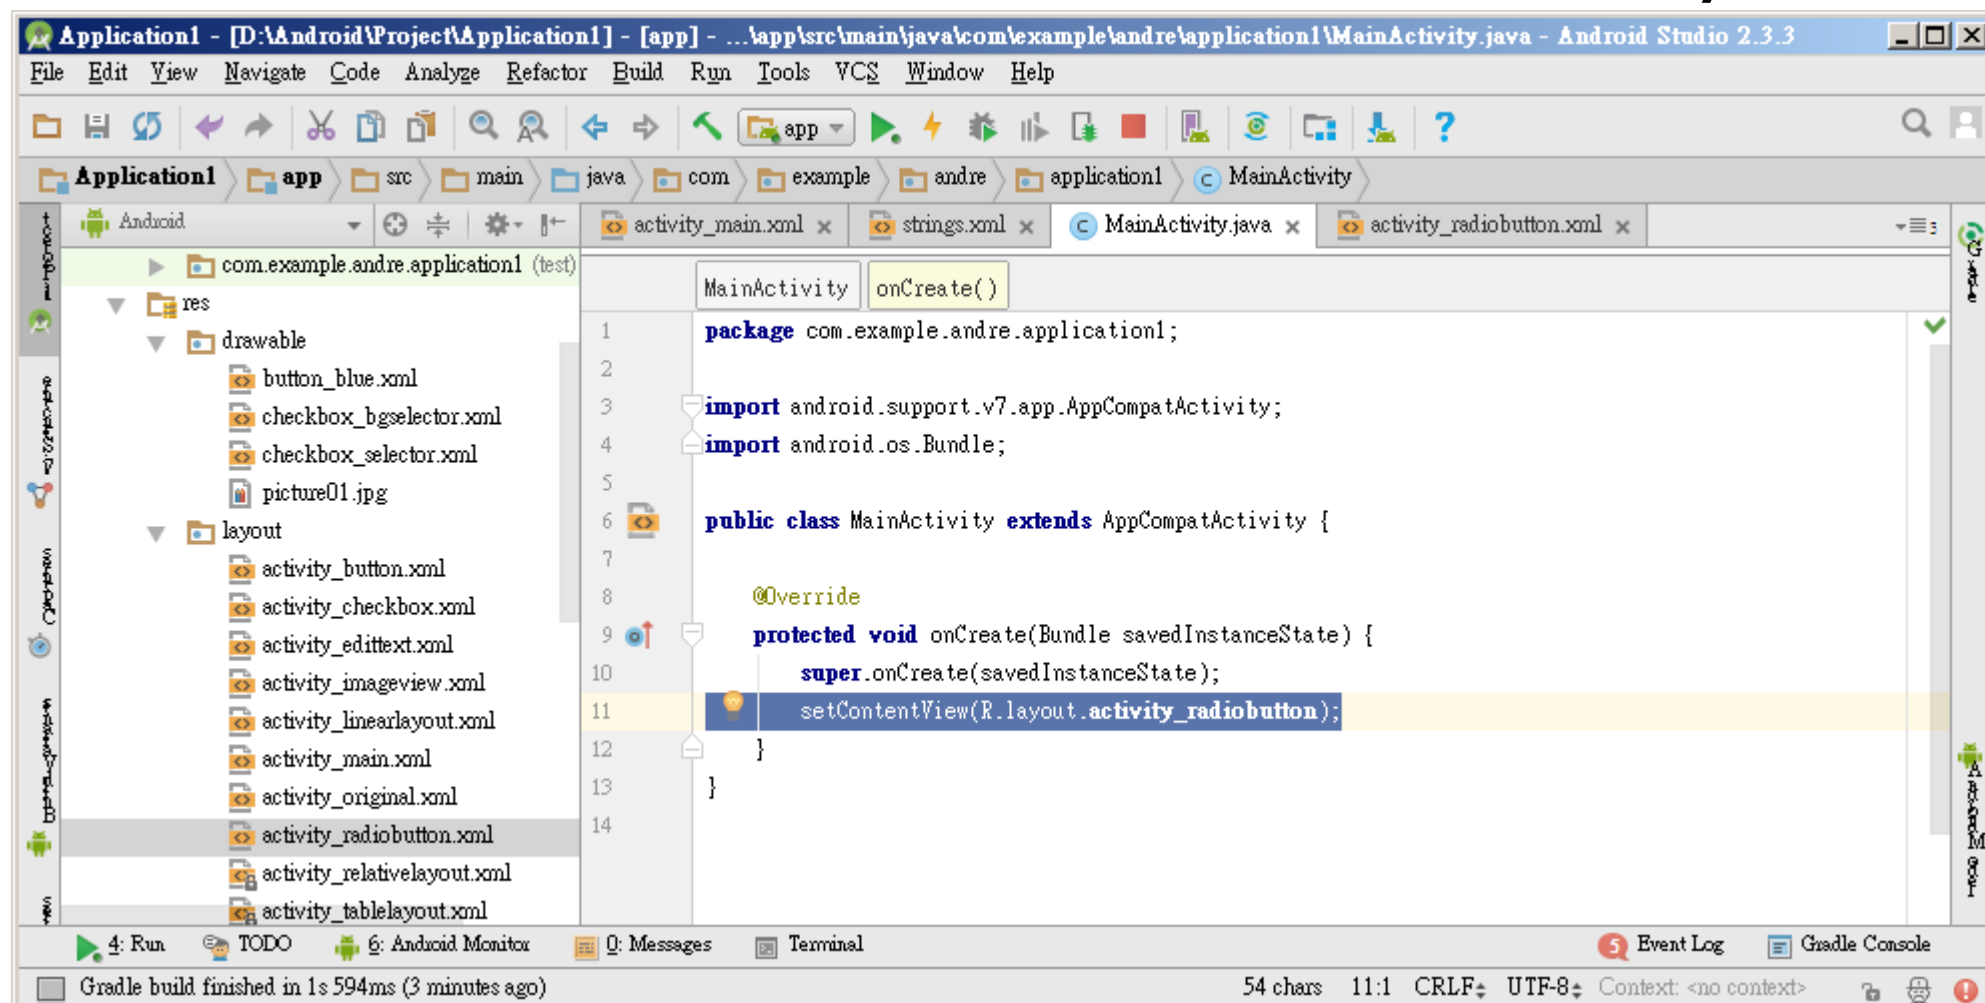 Application1 - [D:\Android\Project\Application1] - [app] - ...\app\src\main\java\com\example\andre\application1\MainActivity.java - Android Studio 2.3.3
File Edit View Navigate Code Analyze Refactor Build Run Tools VCS Window Help
app
Application1 app src main java com example andre application1 MainActivity
Android
activity_main.xml strings.xml MainActivity.java activity_radiobutton.xml
com.example.andre.application1 (test)
res
drawable
button_blue.xml
checkbox_bgselector.xml
checkbox_selector.xml
picture01.jpg
layout
activity_button.xml
activity_checkbox.xml
activity_edittext.xml
activity_imageview.xml
activity_linearlayout.xml
activity_main.xml
activity_original.xml
activity_radiobutton.xml
activity_relativelayout.xml
activity_tablelayout.xml
MainActivity onCreate()
1 package com.example.andre.application1;
2
3 import android.support.v7.app.AppCompatActivity;
4 import android.os.Bundle;
5
6 public class MainActivity extends AppCompatActivity {
7
8 @Override
9 protected void onCreate(Bundle savedInstanceState) {
10 super.onCreate(savedInstanceState);
11 setContentView(R.layout.activity_radiobutton);
12 }
13 }
14
4: Run TODO 6: Android Monitor 0: Messages Terminal 5 Event Log Gradle Console
Gradle build finished in 1s 594ms (3 minutes ago) 54 chars 11:1 CRLF UTF-8 Context: <no context>